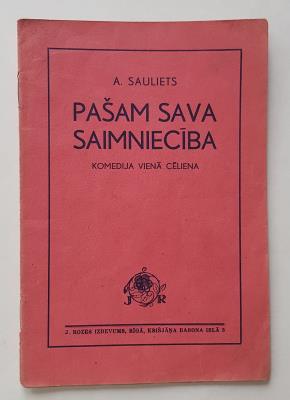 A. SAULIETS
PAŠAM SAVA
SAIMNIECĪBA
KOMEDIJA VIENĀ CĒLIENA
J R
J. ROZES IZDEVUMS, RĪGĀ, KRIŠJĀŅA BARONA IELĀ 5